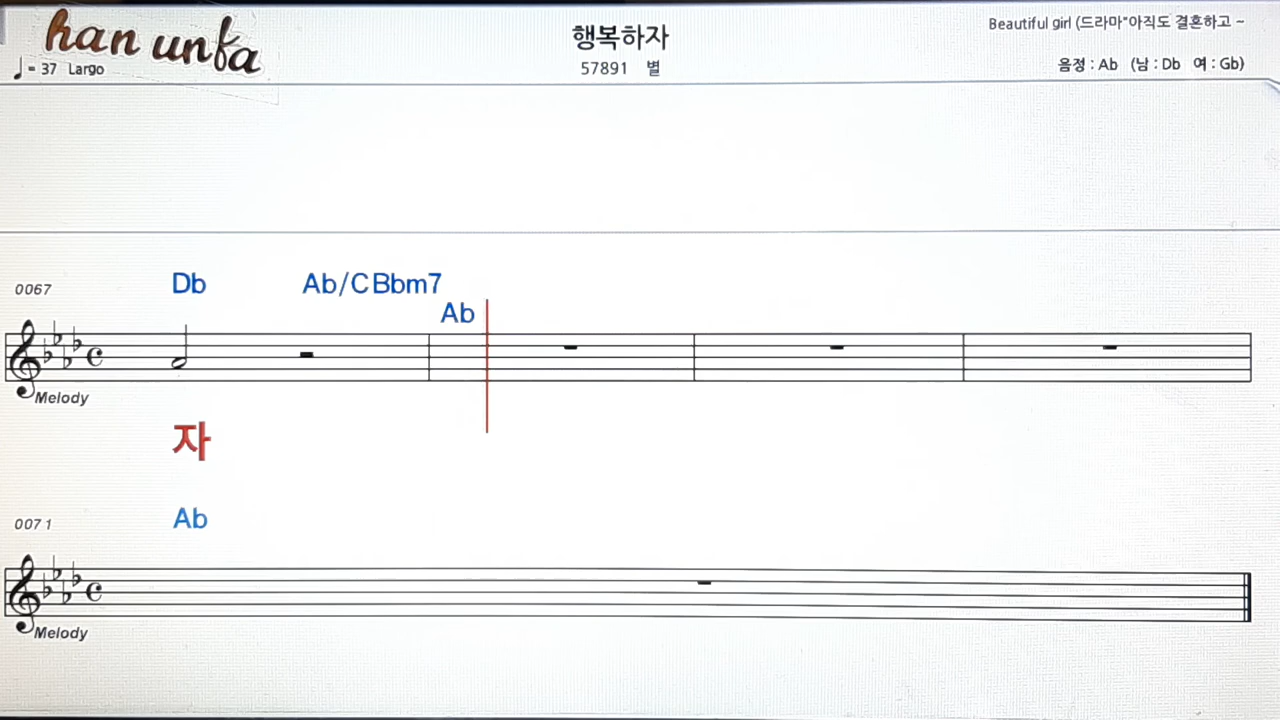 han unfa
♩= 37 Largo
행복하자
57891 별
Beautiful girl (드라마"아직도 결혼하고 ~
음정 : Ab (남 : Db 여 : Gb)
0067
Db Ab/C Bbm7
Ab
Melody
자
0071
Ab
Melody